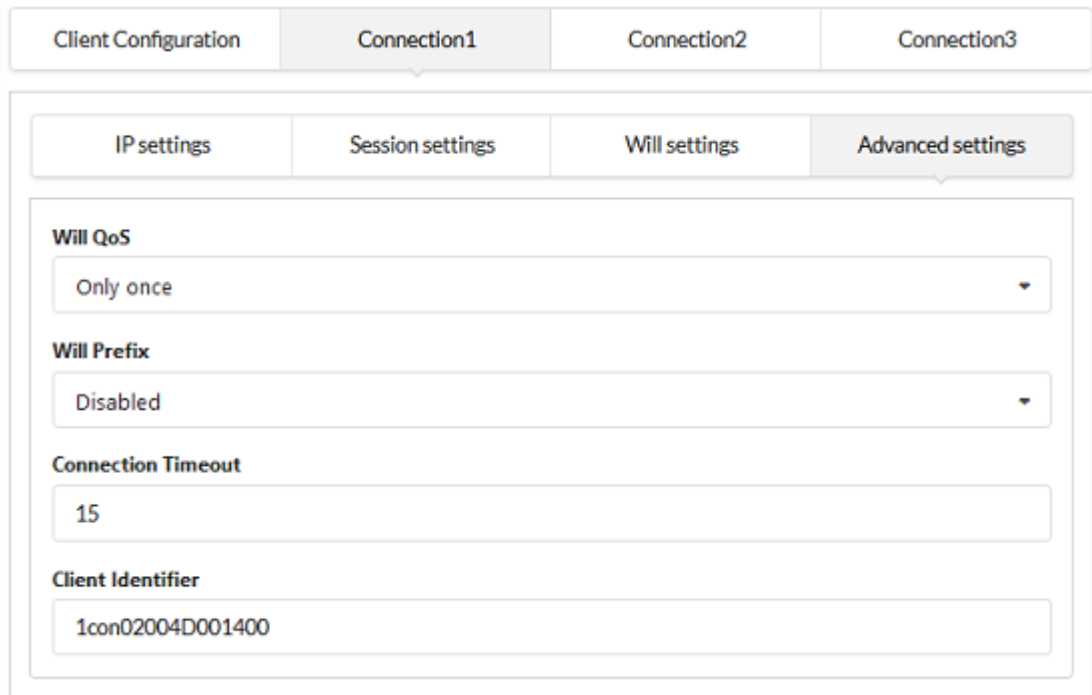 Client Configuration Connection1 Connection2 Connection3
IP settings Session settings Will settings Advanced settings
Will QoS
Only once
Will Prefix
Disabled
Connection Timeout
15
Client Identifier
1con02004D001400